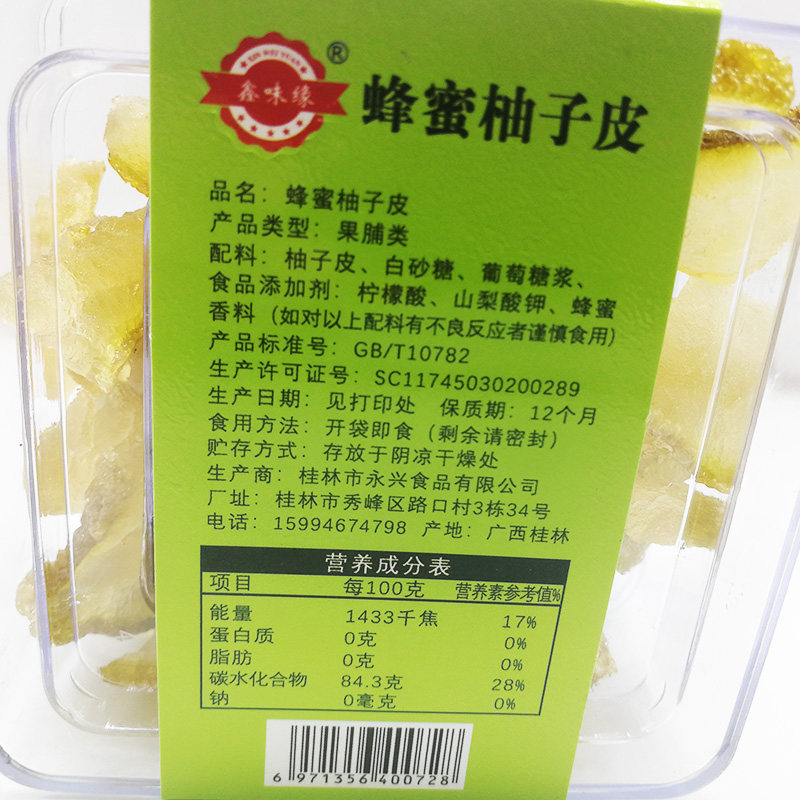 XIN WEI YUAN
鑫味缘
®
蜂蜜柚子皮
品名：蜂蜜柚子皮
产品类型：果脯类
配料：柚子皮、白砂糖、葡萄糖浆、
食品添加剂：柠檬酸、山梨酸钾、蜂蜜
香料（如对以上配料有不良反应者谨慎食用）
产品标准号：GB/T10782
生产许可证号：SC11745030200289
生产日期：见打印处 保质期：12个月
食用方法：开袋即食（剩余请密封）
贮存方式：存放于阴凉干燥处
生产商：桂林市永兴食品有限公司
厂址：桂林市秀峰区路口村3栋34号
电话：15994674798 产地：广西桂林
营养成分表
项目 每100克 营养素参考值%
能量 1433千焦 17%
蛋白质 0克 0%
脂肪 0克 0%
碳水化合物 84.3克 28%
钠 0毫克 0%
6 971356 400728